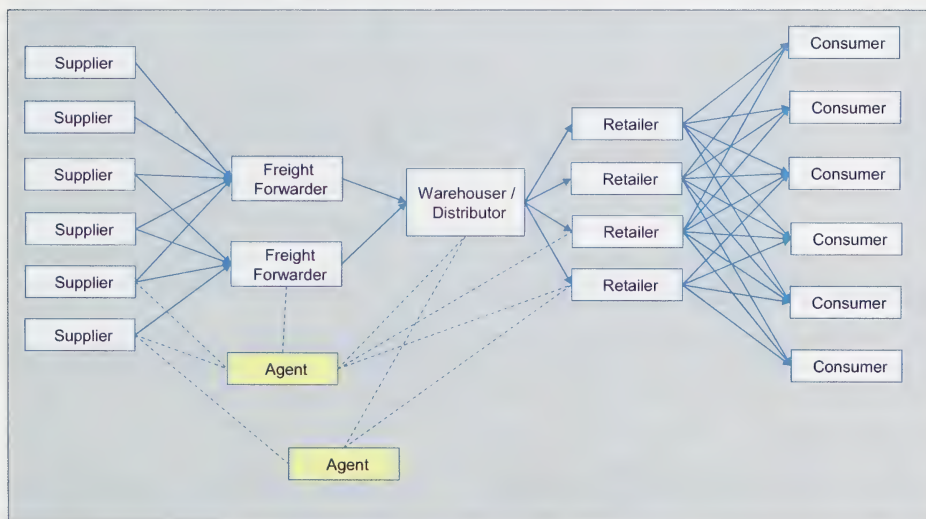 Supplier
Supplier
Supplier
Supplier
Supplier
Supplier
Freight
Forwarder
Freight
Forwarder
Agent
Agent
Warehouser /
Distributor
Retailer
Retailer
Retailer
Retailer
Consumer
Consumer
Consumer
Consumer
Consumer
Consumer